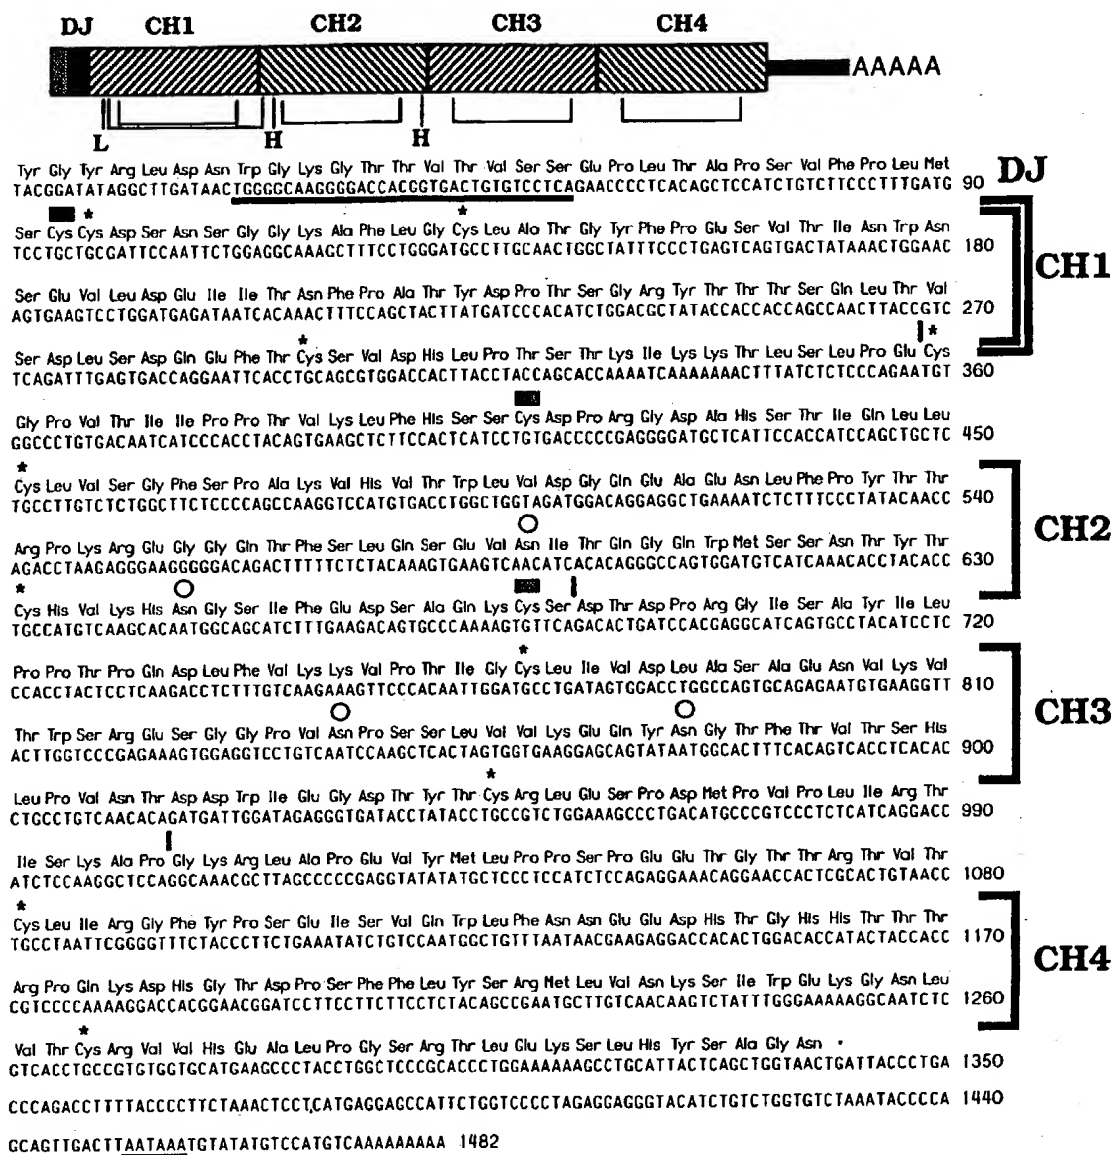 DJ CH1 CH2 CH3 CH4
AAAAA
L H H
Tyr Gly Tyr Arg Leu Asp Asn Trp Gly Lys Gly Thr Thr Val Thr Val Ser Ser Glu Pro Leu Thr Ala Pro Ser Val Phe Pro Leu Met
TACGGATATAGGCTTGATAACTGGGGCAAGGGGACCACGGTGACTGTGTCCTCAGAACCCCTCACAGCTCCATCTGTCTTCCCTTTGATG 90 DJ
* *
Ser Cys Cys Asp Ser Asn Ser Gly Gly Lys Ala Phe Leu Gly Cys Leu Ala Thr Gly Tyr Phe Pro Glu Ser Val Thr Ile Asn Trp Asn
TCCTGCTGCGATTCCAATTCTGGAGGCAAAGCTTTCCTGGGATGCCTTGCAACTGGCTATTTCCCTGAGTCAGTGACTATAAACTGGAAC 180
CH1
Ser Glu Val Leu Asp Glu Ile Ile Thr Asn Phe Pro Ala Thr Tyr Asp Pro Thr Ser Gly Arg Tyr Thr Thr Thr Ser Gln Leu Thr Val
AGTGAAGTCCTGGATGAGATAATCACAAACTTTCCAGCTACTTATGATCCCACATCTGGACGCTATACCACCACCAGCCAACTTACCGTC 270
* *
Ser Asp Leu Ser Asp Gln Glu Phe Thr Cys Ser Val Asp His Leu Pro Thr Ser Thr Lys Ile Lys Lys Thr Leu Ser Leu Pro Glu Cys
TCAGATTTGAGTGACCAGGAATTCACCTGCAGCGTGGACCACTTACCTACCAGCACCAAAATCAAAAAAACTTTATCTCTCCCAGAATGT 360
Gly Pro Val Thr Ile Ile Pro Pro Thr Val Lys Leu Phe His Ser Ser Cys Asp Pro Arg Gly Asp Ala His Ser Thr Ile Gln Leu Leu
GGCCCTGTGACAATCATCCCACCTACAGTGAAGCTCTTCCACTCATCCTGTGACCCCCGAGGGGATGCTCATTCCACCATCCAGCTGCTC 450
*
Cys Leu Val Ser Gly Phe Ser Pro Ala Lys Val His Val Thr Trp Leu Val Asp Gly Gln Glu Ala Glu Asn Leu Phe Pro Tyr Thr Thr
TGCCTTGTCTCTGGCTTCTCCCCAGCCAAGGTCCATGTGACCTGGCTGGTAGATGGACAGGAGGCTGAAAATCTCTTTCCCTATACAACC 540
CH2
Arg Pro Lys Arg Glu Gly Gly Gln Thr Phe Ser Leu Gln Ser Glu Val Asn Ile Thr Gln Gly Gln Trp Met Ser Ser Asn Thr Tyr Thr
AGACCTAAGAGGGAAGGGGGACAGACTTTTTCTCTACAAAGTGAAGTCAACATCACACAGGGCCAGTGGATGTCATCAAACACCTACACC 630
*
Cys His Val Lys His Asn Gly Ser Ile Phe Glu Asp Ser Ala Gln Lys Cys Ser Asp Thr Asp Pro Arg Gly Ile Ser Ala Tyr Ile Leu
TGCCATGTCAAGCACAATGGCAGCATCTTTGAAGACAGTGCCCAAAAGTGTTCAGACACTGATCCACGAGGCATCAGTGCCTACATCCTC 720
*
Pro Pro Thr Pro Gln Asp Leu Phe Val Lys Lys Val Pro Thr Ile Gly Cys Leu Ile Val Asp Leu Ala Ser Ala Glu Asn Val Lys Val
CCACCTACTCCTCAAGACCTCTTTGTCAAGAAAGTTCCCACAATTGGATGCCTGATAGTGGACCTGGCCAGTGCAGAGAATGTGAAGGTT 810
CH3
Thr Trp Ser Arg Glu Ser Gly Gly Pro Val Asn Pro Ser Ser Leu Val Val Lys Glu Gln Tyr Asn Gly Thr Phe Thr Val Thr Ser His
ACTTGGTCCCGAGAAAGTGGAGGTCCTGTCAATCCAAGCTCACTAGTGGTGAAGGAGCAGTATAATGGCACTTTCACAGTCACCTCACAC 900
*
Leu Pro Val Asn Thr Asp Asp Trp Ile Glu Gly Asp Thr Tyr Thr Cys Arg Leu Glu Ser Pro Asp Met Pro Val Pro Leu Ile Arg Thr
CTGCCTGTCAACACAGATGATTGGATAGAGGGTGATACCTATACCTGCCGTCTGGAAAGCCCTGACATGCCCGTCCCTCTCATCAGGACC 990
Ile Ser Lys Ala Pro Gly Lys Arg Leu Ala Pro Glu Val Tyr Met Leu Pro Pro Ser Pro Glu Glu Thr Gly Thr Thr Arg Thr Val Thr
ATCTCCAAGGCTCCAGGCAAACGCTTAGCCCCCGAGGTATATATGCTCCCTCCATCTCCAGAGGAAACAGGAACCACTCGCACTGTAACC 1080
*
Cys Leu Ile Arg Gly Phe Tyr Pro Ser Glu Ile Ser Val Gln Trp Leu Phe Asn Asn Glu Glu Asp His Thr Gly His His Thr Thr Thr
TGCCTAATTCGGGGTTTCTACCCTTCTGAAATATCTGTCCAATGGCTGTTTAATAACGAAGAGGACCACACTGGACACCATACTACCACC 1170
CH4
Arg Pro Gln Lys Asp His Gly Thr Asp Pro Ser Phe Phe Leu Tyr Ser Arg Met Leu Val Asn Lys Ser Ile Trp Glu Lys Gly Asn Leu
CGTCCCCAAAAGGACCACGGAACGGATCCTTCCTTCTTCCTCTACAGCCGAATGCTTGTCAACAAGTCTATTTGGGAAAAAGGCAATCTC 1260
*
Val Thr Cys Arg Val Val His Glu Ala Leu Pro Gly Ser Arg Thr Leu Glu Lys Ser Leu His Tyr Ser Ala Gly Asn .
GTCACCTGCCGTGTGGTGCATGAAGCCCTACCTGGCTCCCGCACCCTGGAAAAAAGCCTGCATTACTCAGCTGGTAACTGATTACCCTGA 1350
CCCAGACCTTTTACCCCTTCTAAACTCCTCATGAGGAGCCATTCTGGTCCCCTAGAGGAGGGTACATCTGTCTGGTGTCTAAATACCCCA 1440
GCAGTTGACTTAATAAATGTATATGTCCATGTCAAAAAAAAA 1482